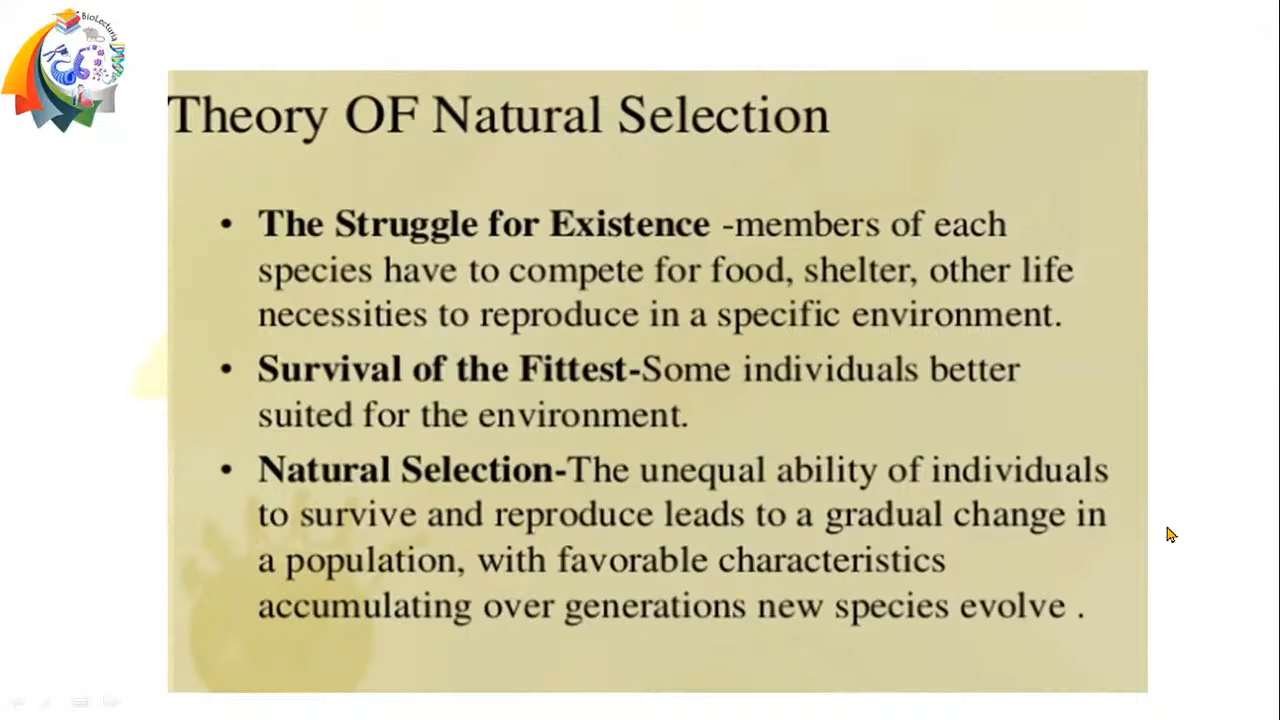 BioLecturia
Theory OF Natural Selection
• The Struggle for Existence -members of each
species have to compete for food, shelter, other life
necessities to reproduce in a specific environment.
• Survival of the Fittest-Some individuals better
suited for the environment.
• Natural Selection-The unequal ability of individuals
to survive and reproduce leads to a gradual change in
a population, with favorable characteristics
accumulating over generations new species evolve .